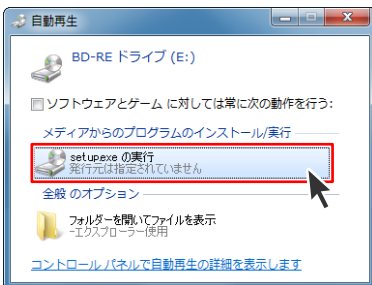 自動再生
BD-RE ドライブ (E:)
ソフトウェアとゲーム に対しては常に次の動作を行う:
メディアからのプログラムのインストール/実行
setup.exe の実行
発行元は指定されていません
全般 のオプション
フォルダーを開いてファイルを表示
-エクスプローラー使用
コントロール パネルで自動再生の詳細を表示します